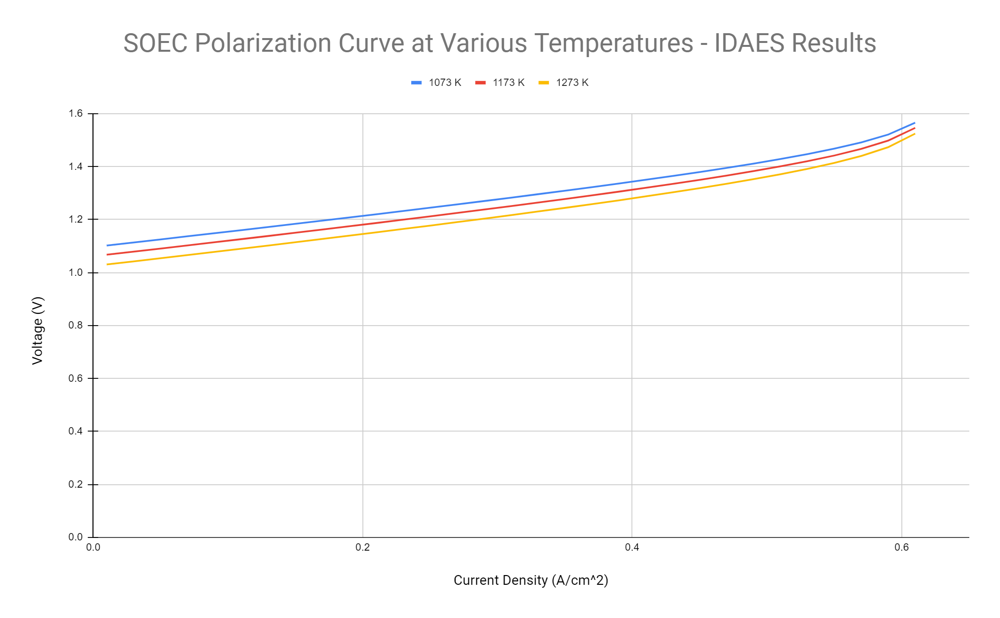 SOEC Polarization Curve at Various Temperatures - IDAES Results
1073 K 1173 K 1273 K
1.6
1.4
1.2
1.0
0.8
0.6
0.4
0.2
0.0
Voltage (V)
0.0 0.2 0.4 0.6
Current Density (A/cm^2)